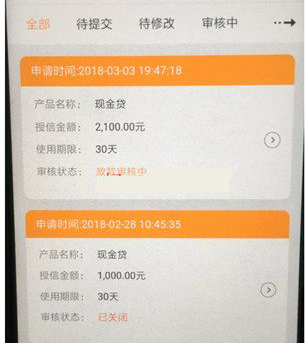 全部 待提交 待修改 审核中
申请时间:2018-03-03 19:47:18
产品名称： 现金贷
授信金额： 2,100.00元
使用期限： 30天
审核状态： 放款审核中
申请时间:2018-02-28 10:45:35
产品名称： 现金贷
授信金额： 1,000.00元
使用期限： 30天
审核状态： 已关闭